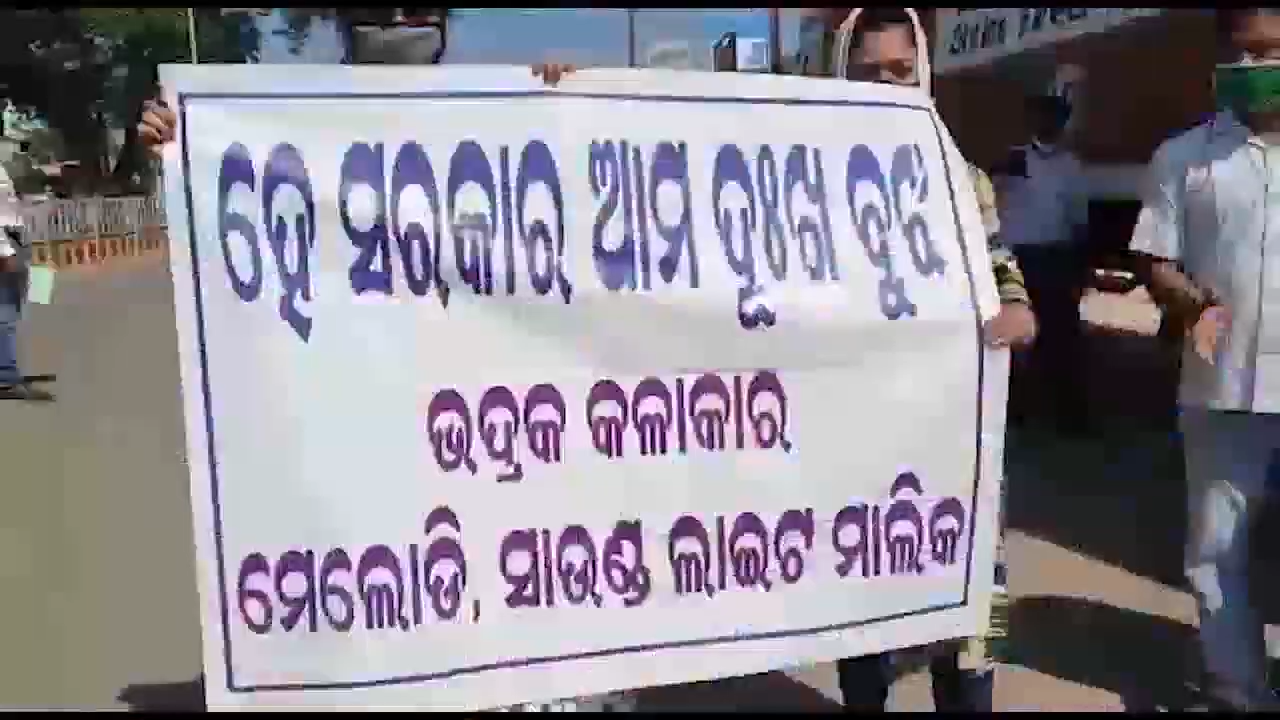 ହେ ସରକାର ଆମ ଦୁଃଖ ବୁଝ
ଭଦ୍ରକ କଳାକାର
ମେଲୋଡି, ସାଉଣ୍ଡ ଲାଇଟ ମାଲିକ